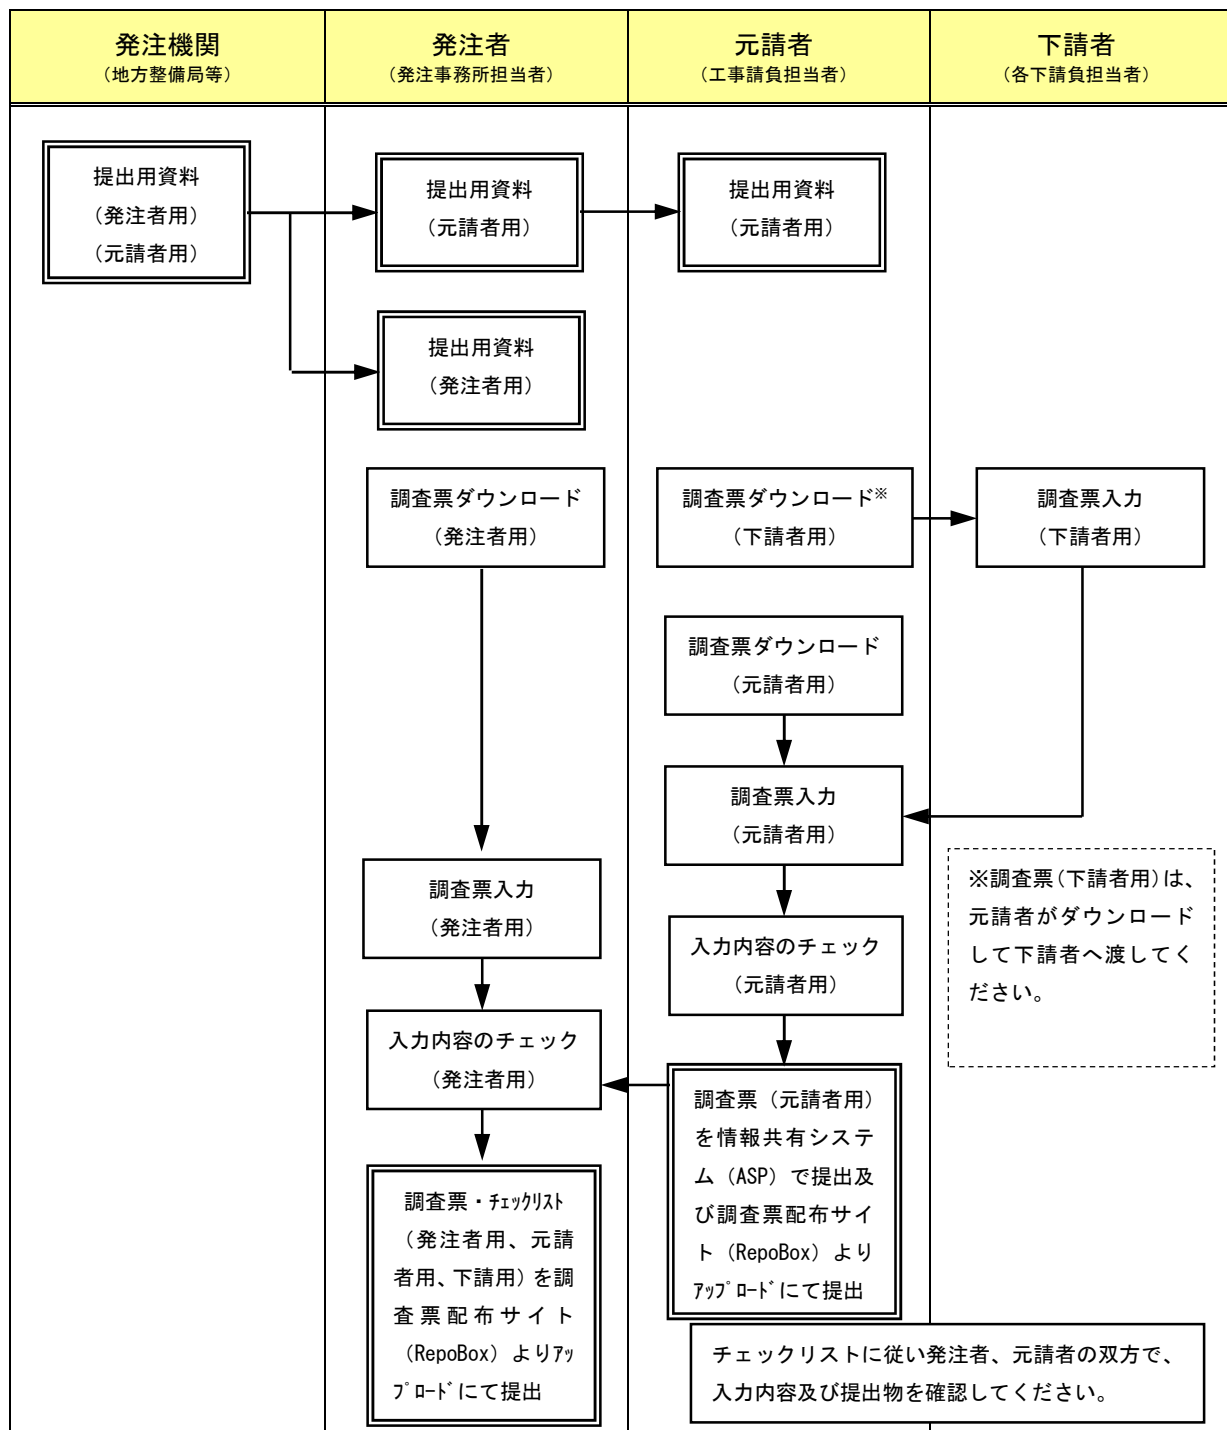 発注機関
（地方整備局等）
発注者
（発注事務所担当者）
元請者
（工事請負担当者）
下請者
（各下請負担当者）
提出用資料
（発注者用）
（元請者用）
提出用資料
（元請者用）
提出用資料
（元請者用）
提出用資料
（発注者用）
調査票ダウンロード
（発注者用）
調査票ダウンロード※
（下請者用）
調査票入力
（下請者用）
調査票ダウンロード
（元請者用）
調査票入力
（元請者用）
調査票入力
（発注者用）
※調査票（下請者用）は、
元請者がダウンロード
して下請者へ渡してく
ださい。
入力内容のチェック
（元請者用）
入力内容のチェック
（発注者用）
調査票（元請者用）
を情報共有システ
ム（ASP）で提出及
び調査票配布サイ
ト（RepoBox）より
ｱｯﾌﾟﾛｰﾄﾞにて提出
調査票・ﾁｪｯｸﾘｽﾄ
（発注者用、元請
者用、下請用）を調
査票配布サイト
（RepoBox）よりｱｯ
ﾌﾟﾛｰﾄﾞにて提出
チェックリストに従い発注者、元請者の双方で、
入力内容及び提出物を確認してください。